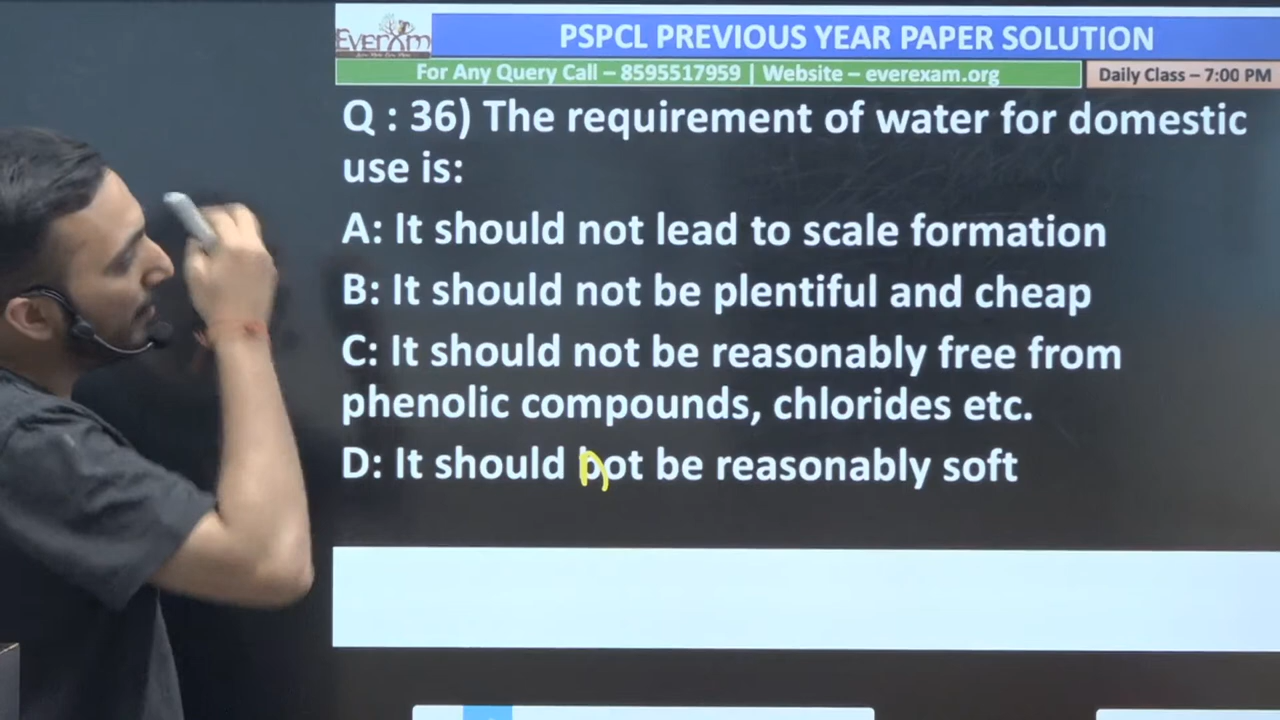 EVEREXAM
PSPCL PREVIOUS YEAR PAPER SOLUTION
For Any Query Call – 8595517959 | Website – everexam.org
Daily Class – 7:00 PM
Q : 36) The requirement of water for domestic
use is:
A: It should not lead to scale formation
B: It should not be plentiful and cheap
C: It should not be reasonably free from
phenolic compounds, chlorides etc.
D: It should not be reasonably soft